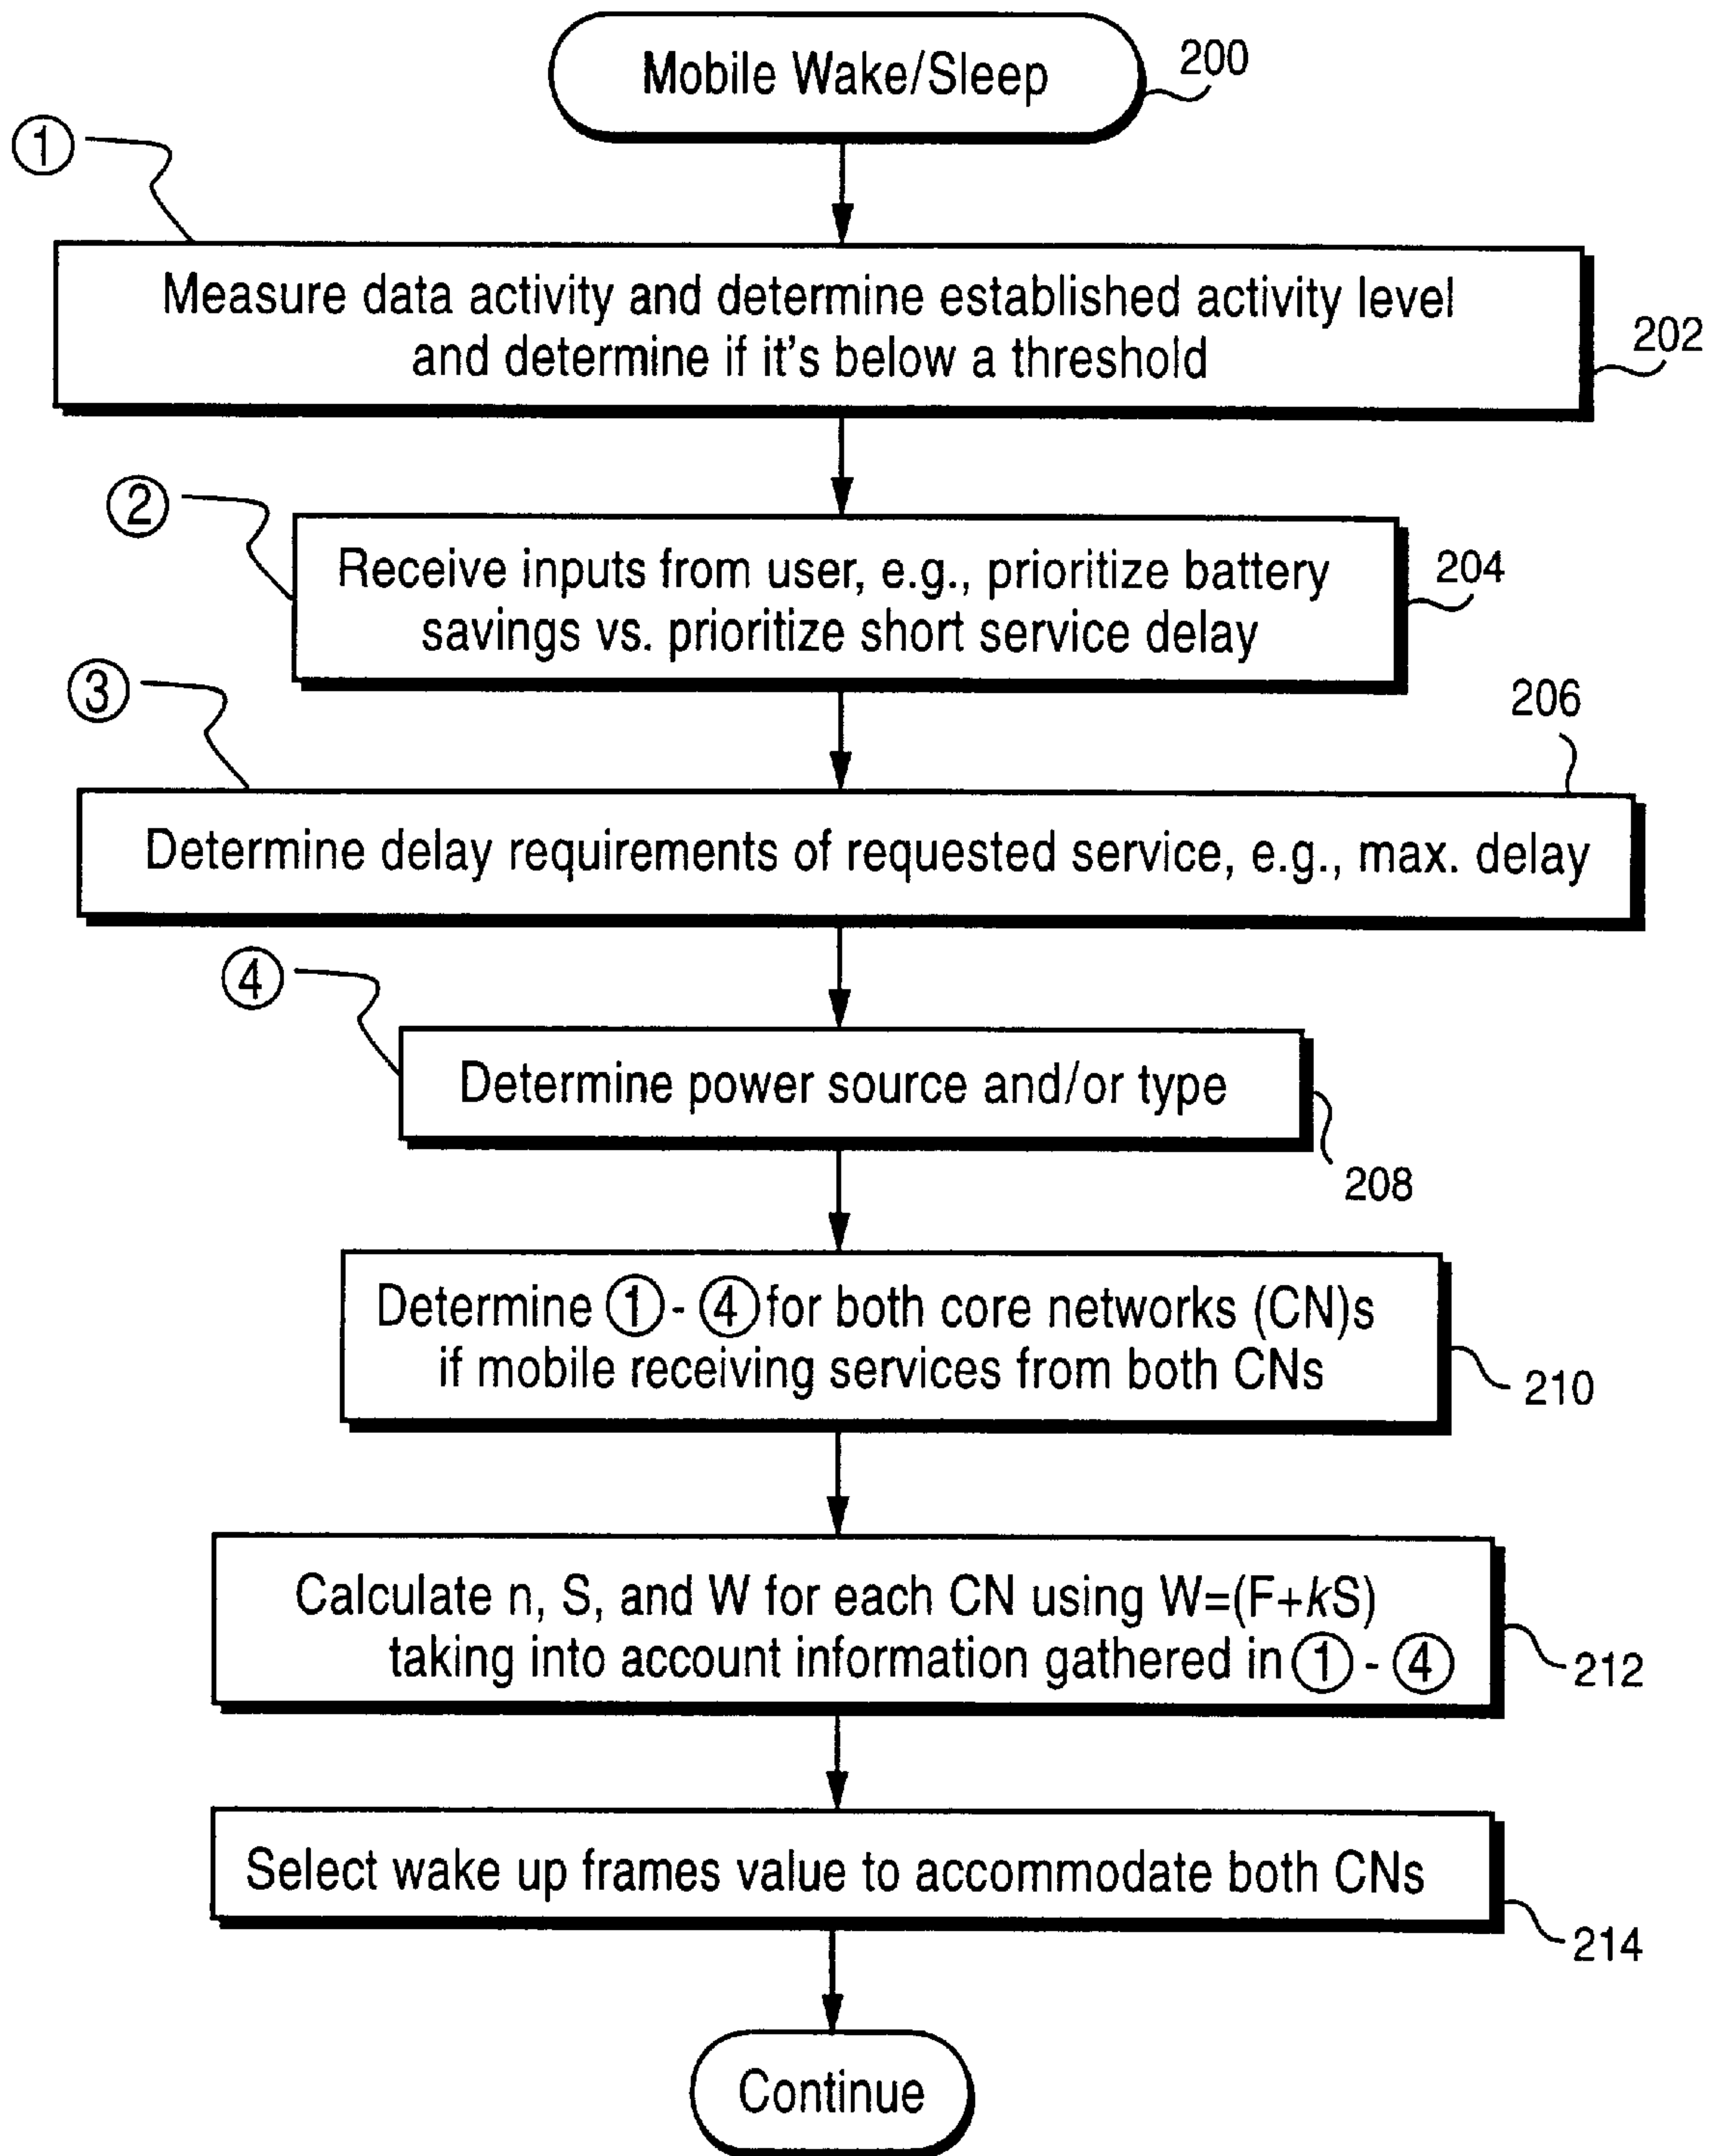 Mobile Wake/Sleep
200
①
Measure data activity and determine established activity level
and determine if it's below a threshold
202
②
Receive inputs from user, e.g., prioritize battery
savings vs. prioritize short service delay
204
③
206
Determine delay requirements of requested service, e.g., max. delay
④
Determine power source and/or type
208
Determine ① - ④ for both core networks (CN)s
if mobile receiving services from both CNs
210
Calculate n, S, and W for each CN using W=(F+kS)
taking into account information gathered in ① - ④
212
Select wake up frames value to accommodate both CNs
214
Continue